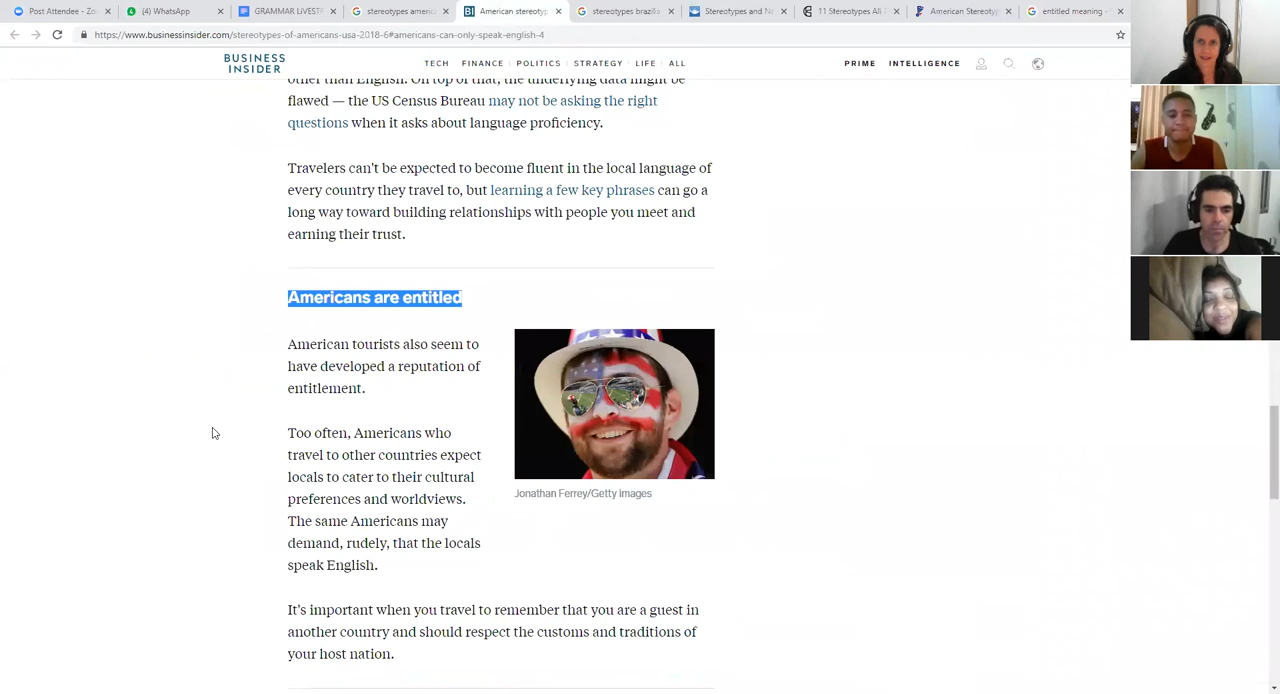 Post Attendee - Zo
(4) WhatsApp
GRAMMAR LiVESTR
stereotypes americ
American stereotyp
stereotypes brazilia
Stereotypes and Na
11 Stereotypes All F
American Stereotyp
entitled meaning -
https://www.businessinsider.com/stereotypes-of-americans-usa-2018-6#americans-can-only-speak-english-4
BUSINESS
INSIDER
TECH FINANCE POLITICS STRATEGY LIFE ALL
PRIME INTELLIGENCE
other than English. On top of that, the underlying data might be
flawed — the US Census Bureau may not be asking the right
questions when it asks about language proficiency.
Travelers can't be expected to become fluent in the local language of
every country they travel to, but learning a few key phrases can go a
long way toward building relationships with people you meet and
earning their trust.
Americans are entitled
American tourists also seem to
have developed a reputation of
entitlement.
Too often, Americans who
travel to other countries expect
locals to cater to their cultural
preferences and worldviews.
The same Americans may
demand, rudely, that the locals
speak English.
Jonathan Ferrey/Getty Images
It's important when you travel to remember that you are a guest in
another country and should respect the customs and traditions of
your host nation.